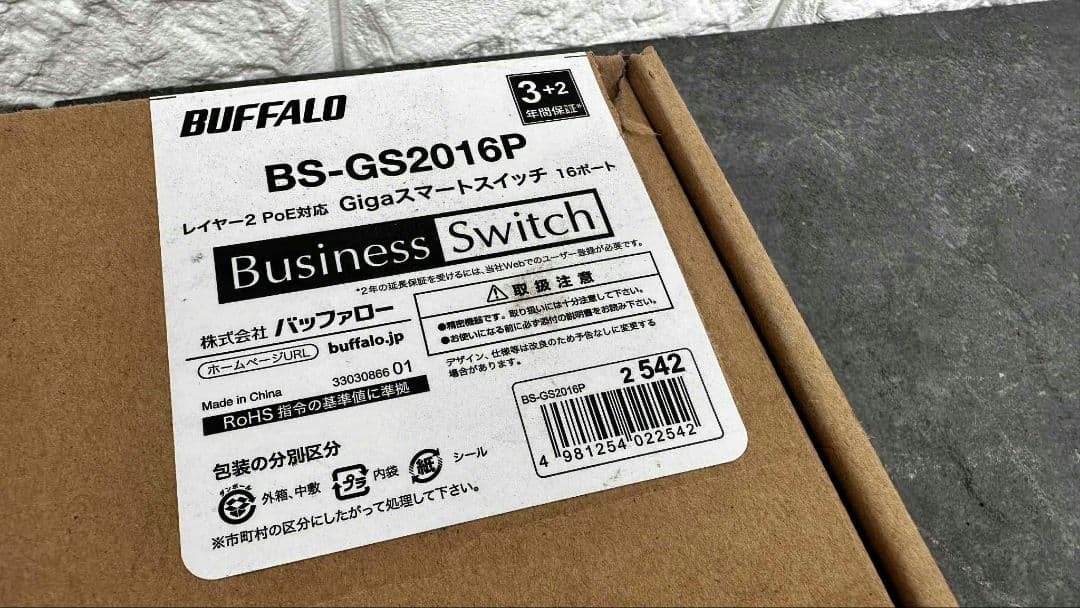 BUFFALO
3+2
年間保証*
BS-GS2016P
レイヤー2 PoE対応 Gigaスマートスイッチ 16ポート
Business Switch
*2年の延長保証を受けるには、当社Webでのユーザー登録が必要です。
株式会社 バッファロー
ホームページURL buffalo.jp
⚠取扱注意
●精密機器です。取り扱いには十分注意して下さい。
●お使いになる前に必ず添付の説明書をお読み下さい。
デザイン、仕様等は改良のため予告なしに変更する
場合があります。
Made in China 33030866 01
RoHS 指令の基準値に準拠
BS-GS2016P 2 542
4 981254 022542
包装の分別区分
ダンボール 外箱、中敷 プラ 内袋 紙 シール
※市町村の区分にしたがって処理して下さい。